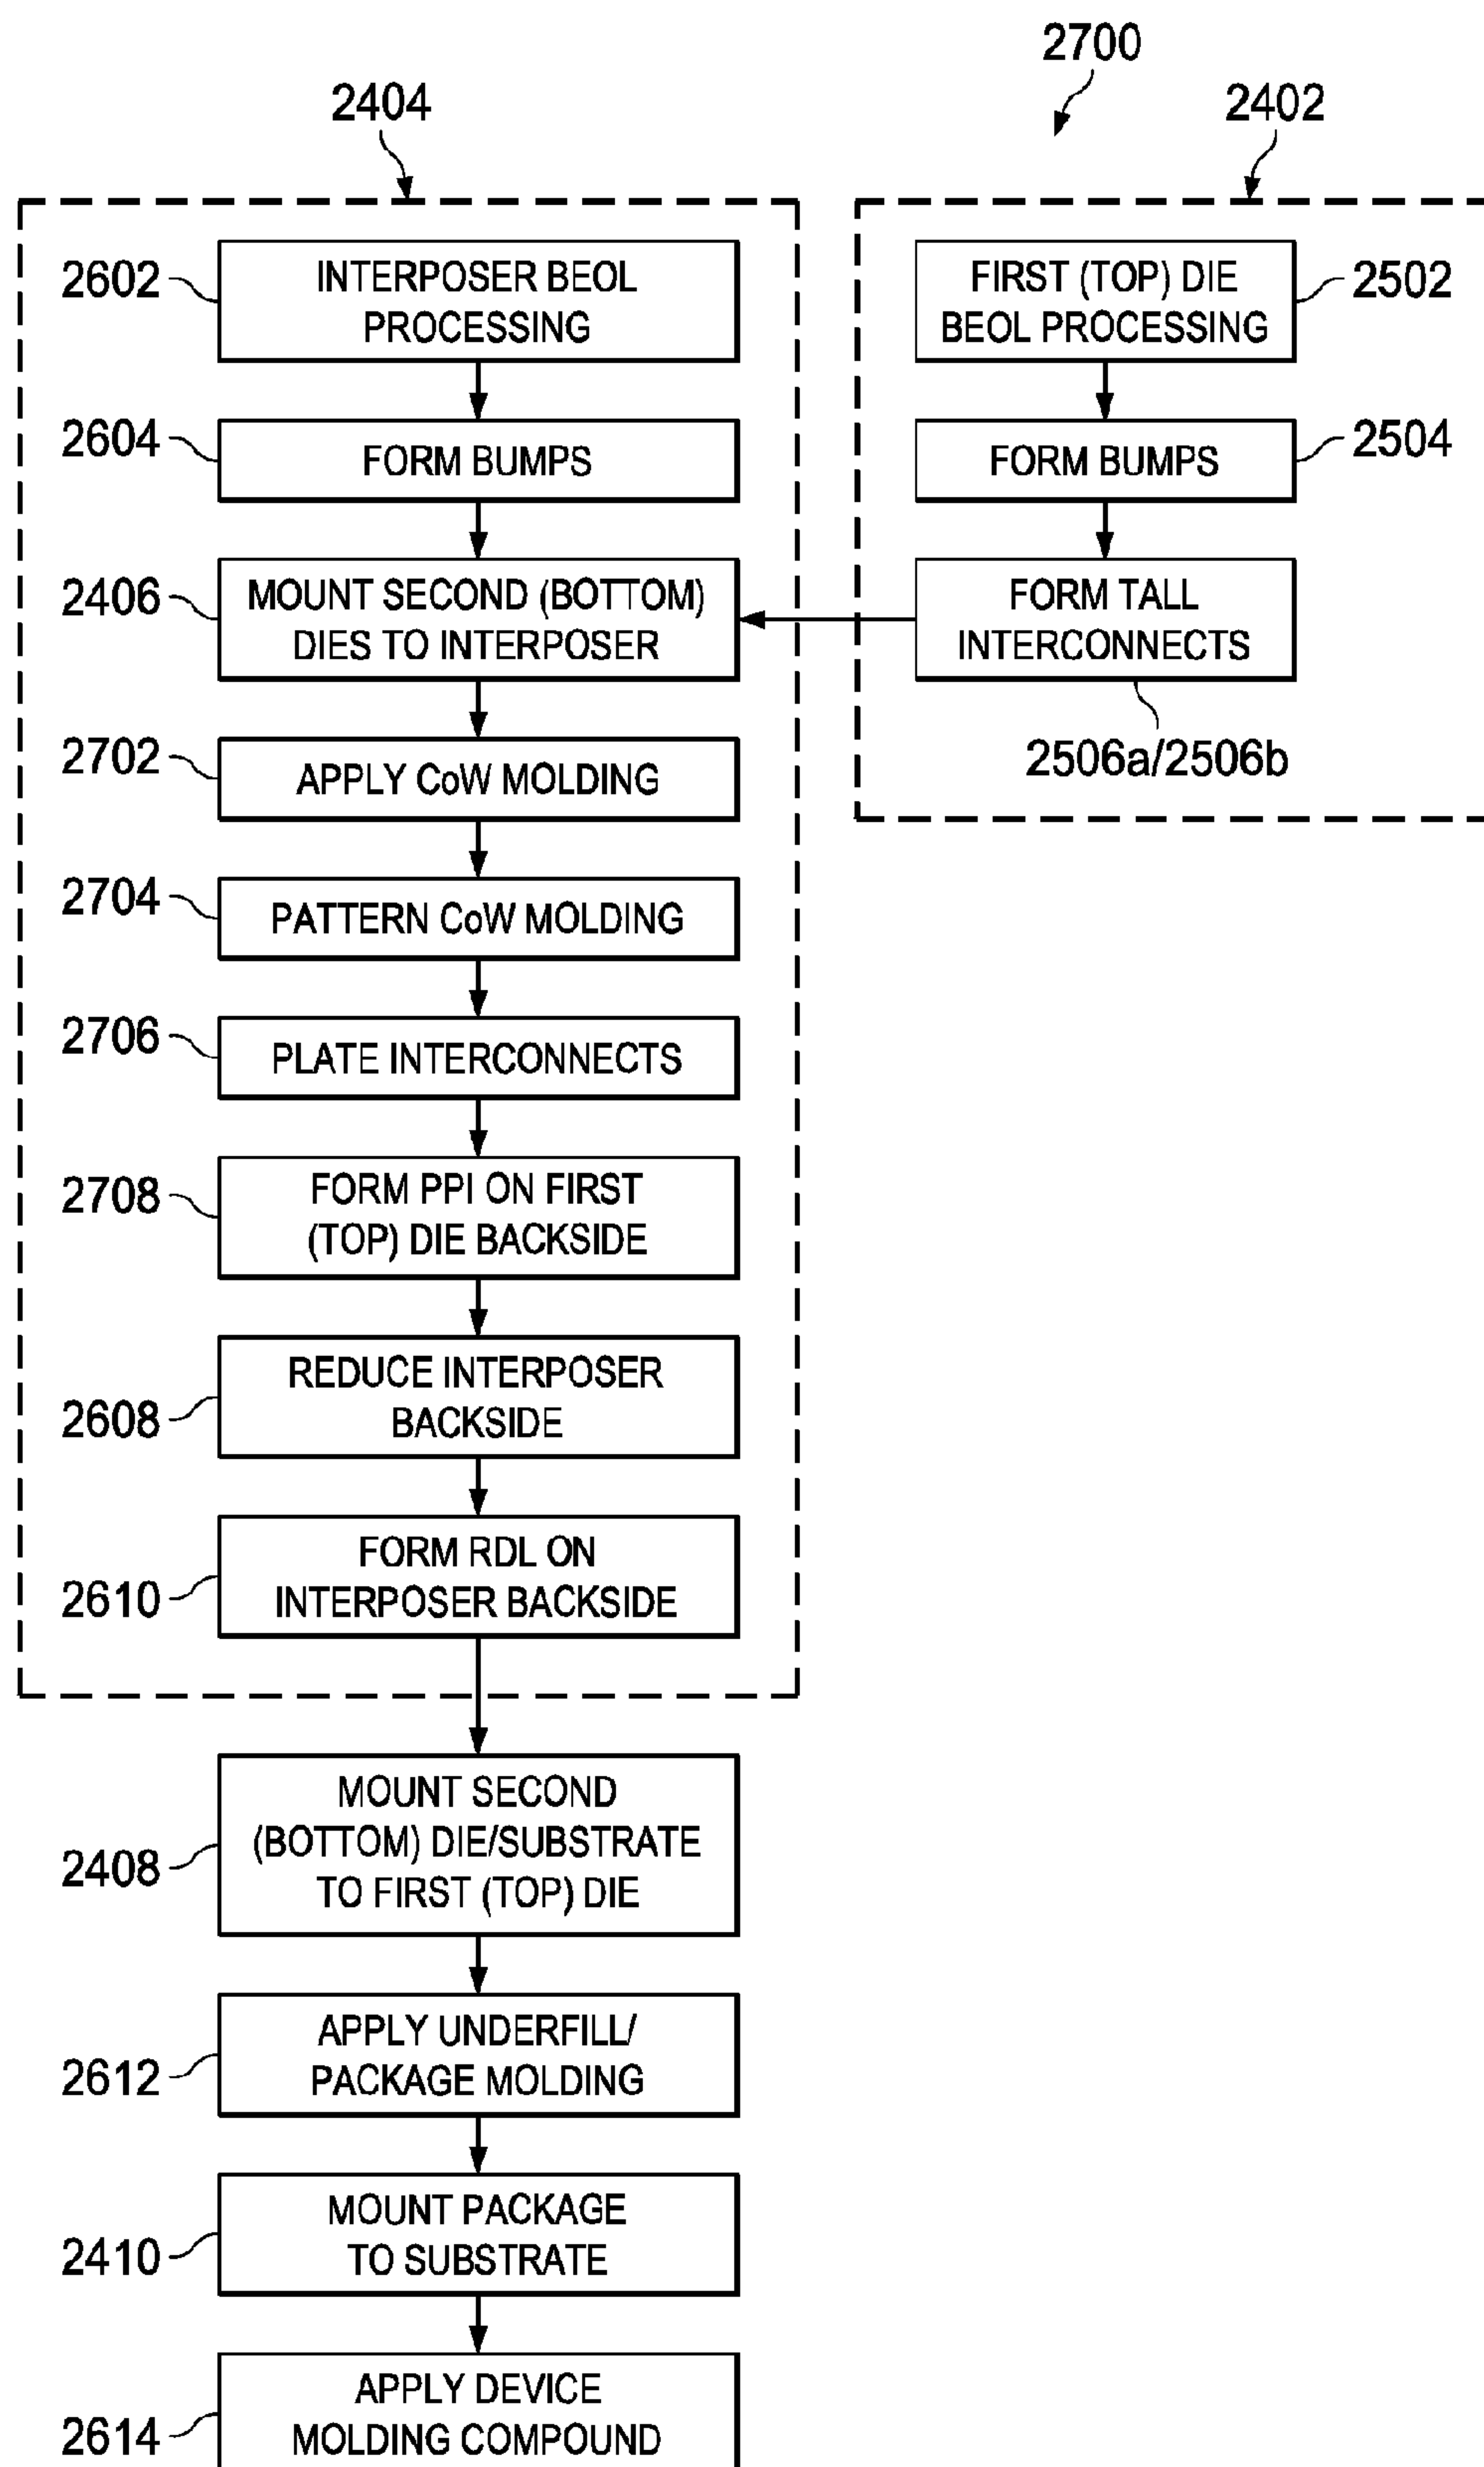 2700
2404
2402
2602
INTERPOSER BEOL
PROCESSING
FIRST (TOP) DIE
BEOL PROCESSING
2502
2604
FORM BUMPS
FORM BUMPS
2504
2406
MOUNT SECOND (BOTTOM)
DIES TO INTERPOSER
FORM TALL
INTERCONNECTS
2506a/2506b
2702
APPLY CoW MOLDING
2704
PATTERN CoW MOLDING
2706
PLATE INTERCONNECTS
2708
FORM PPI ON FIRST
(TOP) DIE BACKSIDE
2608
REDUCE INTERPOSER
BACKSIDE
2610
FORM RDL ON
INTERPOSER BACKSIDE
2408
MOUNT SECOND
(BOTTOM) DIE/SUBSTRATE
TO FIRST (TOP) DIE
2612
APPLY UNDERFILL/
PACKAGE MOLDING
2410
MOUNT PACKAGE
TO SUBSTRATE
2614
APPLY DEVICE
MOLDING COMPOUND